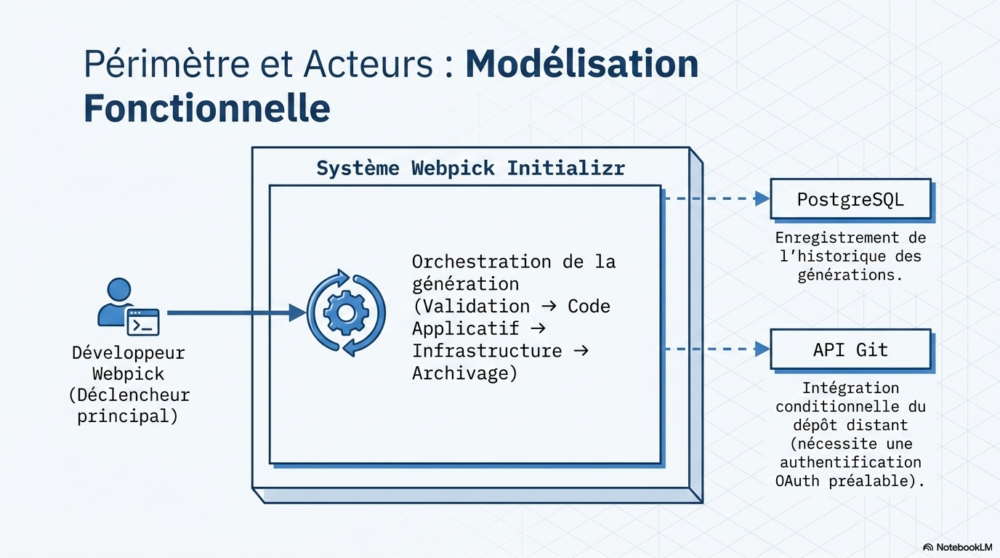 Périmètre et Acteurs : Modélisation
Fonctionnelle
Système Webpick Initializr
Développeur
Webpick
(Déclencheur
principal)
Orchestration de la
génération
(Validation → Code
Applicatif →
Infrastructure →
Archivage)
PostgreSQL
Enregistrement de
l’historique des
générations.
API Git
Intégration
conditionnelle du
dépôt distant
(nécessite une
authentification
OAuth préalable).
NotebookLM